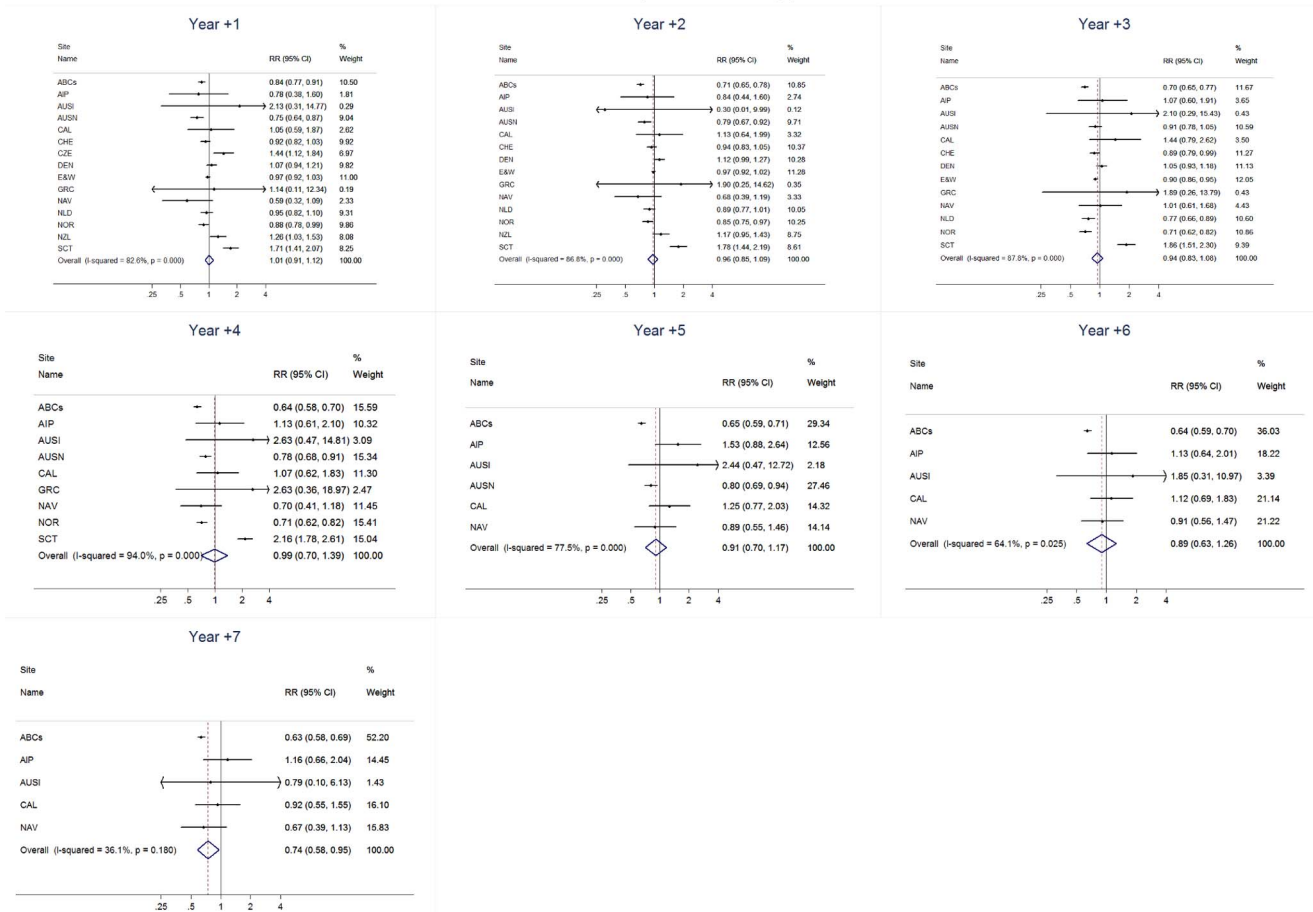 Year +1
Site %
Name RR (95% CI) Weight
ABCs 0.84 (0.77, 0.91) 10.50
AIP 0.78 (0.38, 1.60) 1.81
AUSI 2.13 (0.31, 14.77) 0.29
AUSN 0.75 (0.64, 0.87) 9.04
CAL 1.05 (0.59, 1.87) 2.62
CHE 0.92 (0.82, 1.03) 9.92
CZE 1.44 (1.12, 1.84) 6.97
DEN 1.07 (0.94, 1.21) 9.82
E&W 0.97 (0.92, 1.03) 11.00
GRC 1.14 (0.11, 12.34) 0.19
NAV 0.59 (0.32, 1.09) 2.33
NLD 0.95 (0.82, 1.10) 9.31
NOR 0.88 (0.78, 0.99) 9.86
NZL 1.26 (1.03, 1.53) 8.08
SCT 1.71 (1.41, 2.07) 8.25
Overall (I-squared = 82.6%, p = 0.000) 1.01 (0.91, 1.12) 100.00
.25 .5 1 2 4
Year +2
Site %
Name RR (95% CI) Weight
ABCs 0.71 (0.65, 0.78) 10.85
AIP 0.84 (0.44, 1.60) 2.74
AUSI 0.30 (0.01, 9.99) 0.12
AUSN 0.79 (0.67, 0.92) 9.71
CAL 1.13 (0.64, 1.99) 3.32
CHE 0.94 (0.83, 1.05) 10.37
DEN 1.12 (0.99, 1.27) 10.28
E&W 0.97 (0.92, 1.02) 11.28
GRC 1.90 (0.25, 14.62) 0.35
NAV 0.68 (0.39, 1.19) 3.33
NLD 0.89 (0.77, 1.01) 10.05
NOR 0.85 (0.75, 0.97) 10.25
NZL 1.17 (0.95, 1.43) 8.75
SCT 1.78 (1.44, 2.19) 8.61
Overall (I-squared = 86.8%, p = 0.000) 0.96 (0.85, 1.09) 100.00
.25 .5 1 2 4
Year +3
Site %
Name RR (95% CI) Weight
ABCs 0.70 (0.65, 0.77) 11.67
AIP 1.07 (0.60, 1.91) 3.65
AUSI 2.10 (0.29, 15.43) 0.43
AUSN 0.91 (0.78, 1.05) 10.59
CAL 1.44 (0.79, 2.62) 3.50
CHE 0.89 (0.79, 0.99) 11.27
DEN 1.05 (0.93, 1.18) 11.13
E&W 0.90 (0.86, 0.95) 12.05
GRC 1.89 (0.26, 13.79) 0.43
NAV 1.01 (0.61, 1.68) 4.43
NLD 0.77 (0.66, 0.89) 10.60
NOR 0.71 (0.62, 0.82) 10.86
SCT 1.86 (1.51, 2.30) 9.39
Overall (I-squared = 87.8%, p = 0.000) 0.94 (0.83, 1.08) 100.00
.25 .5 1 2 4
Year +4
Site %
Name RR (95% CI) Weight
ABCs 0.64 (0.58, 0.70) 15.59
AIP 1.13 (0.61, 2.10) 10.32
AUSI 2.63 (0.47, 14.81) 3.09
AUSN 0.78 (0.68, 0.91) 15.34
CAL 1.07 (0.62, 1.83) 11.30
GRC 2.63 (0.36, 18.97) 2.47
NAV 0.70 (0.41, 1.18) 11.45
NOR 0.71 (0.62, 0.82) 15.41
SCT 2.16 (1.78, 2.61) 15.04
Overall (I-squared = 94.0%, p = 0.000) 0.99 (0.70, 1.39) 100.00
.25 .5 1 2 4
Year +5
Site %
Name RR (95% CI) Weight
ABCs 0.65 (0.59, 0.71) 29.34
AIP 1.53 (0.88, 2.64) 12.56
AUSI 2.44 (0.47, 12.72) 2.18
AUSN 0.80 (0.69, 0.94) 27.46
CAL 1.25 (0.77, 2.03) 14.32
NAV 0.89 (0.55, 1.46) 14.14
Overall (I-squared = 77.5%, p = 0.000) 0.91 (0.70, 1.17) 100.00
.25 .5 1 2 4
Year +6
Site %
Name RR (95% CI) Weight
ABCs 0.64 (0.59, 0.70) 36.03
AIP 1.13 (0.64, 2.01) 18.22
AUSI 1.85 (0.31, 10.97) 3.39
CAL 1.12 (0.69, 1.83) 21.14
NAV 0.91 (0.56, 1.47) 21.22
Overall (I-squared = 64.1%, p = 0.025) 0.89 (0.63, 1.26) 100.00
.25 .5 1 2 4
Year +7
Site %
Name RR (95% CI) Weight
ABCs 0.63 (0.58, 0.69) 52.20
AIP 1.16 (0.66, 2.04) 14.45
AUSI 0.79 (0.10, 6.13) 1.43
CAL 0.92 (0.55, 1.55) 16.10
NAV 0.67 (0.39, 1.13) 15.83
Overall (I-squared = 36.1%, p = 0.180) 0.74 (0.58, 0.95) 100.00
.25 .5 1 2 4